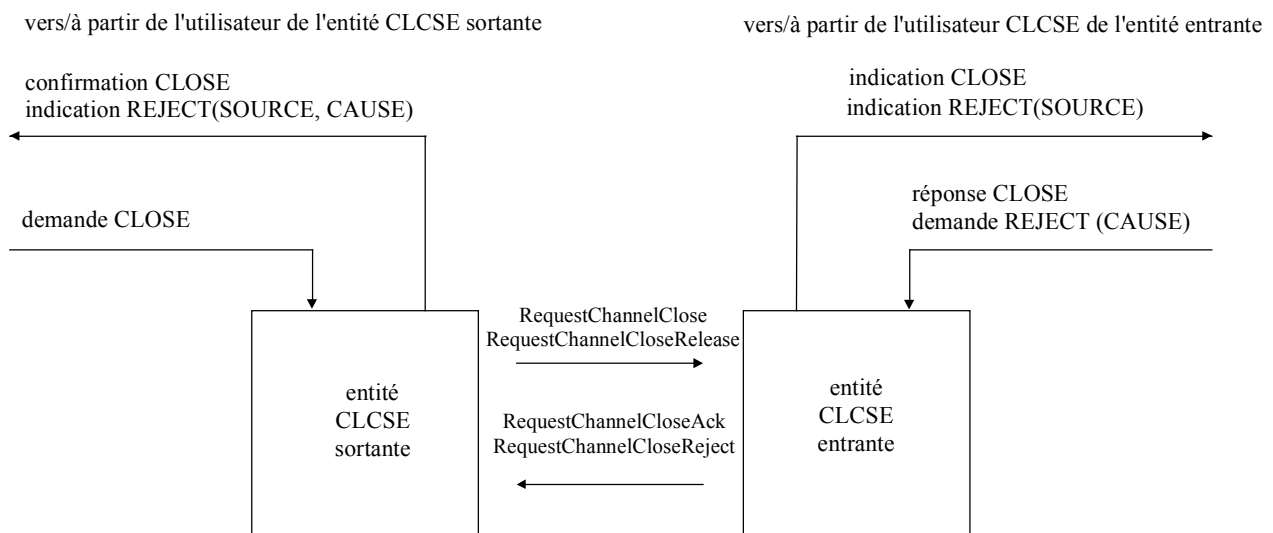 vers/à partir de l'utilisateur de l'entité CLCSE sortante
vers/à partir de l'utilisateur CLCSE de l'entité entrante
confirmation CLOSE
indication REJECT(SOURCE, CAUSE)
indication CLOSE
indication REJECT(SOURCE)
demande CLOSE
réponse CLOSE
demande REJECT (CAUSE)
RequestChannelClose
RequestChannelCloseRelease
entité
CLCSE
sortante
RequestChannelCloseAck
RequestChannelCloseReject
entité
CLCSE
entrante